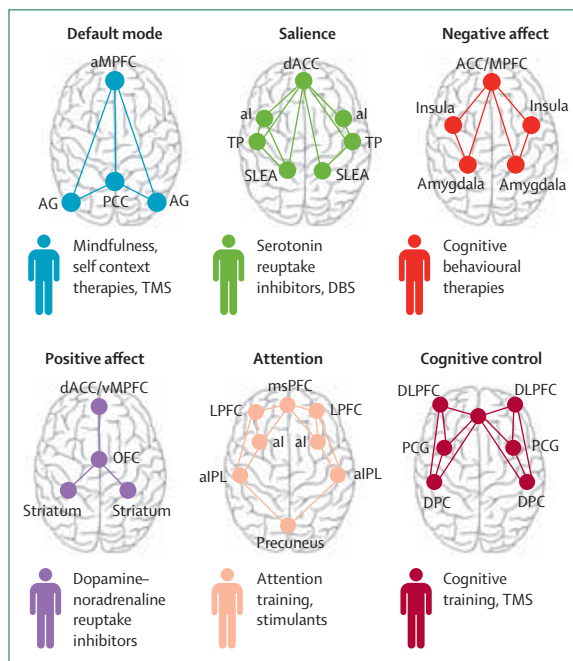 Default mode
aMPFC
AG
PCC
AG
Mindfulness,
self context
therapies, TMS
Salience
dACC
aI
aI
TP
TP
SLEA
SLEA
Serotonin
reuptake
inhibitors, DBS
Negative affect
ACC/MPFC
Insula
Insula
Amygdala
Amygdala
Cognitive
behavioural
therapies
Positive affect
dACC/vMPFC
OFC
Striatum
Striatum
Dopamine–
noradrenaline
reuptake
inhibitors
Attention
msPFC
LPFC
LPFC
aI
aI
aIPL
aIPL
Precuneus
Attention
training,
stimulants
Cognitive control
DLPFC
DLPFC
PCG
PCG
DPC
DPC
Cognitive
training, TMS